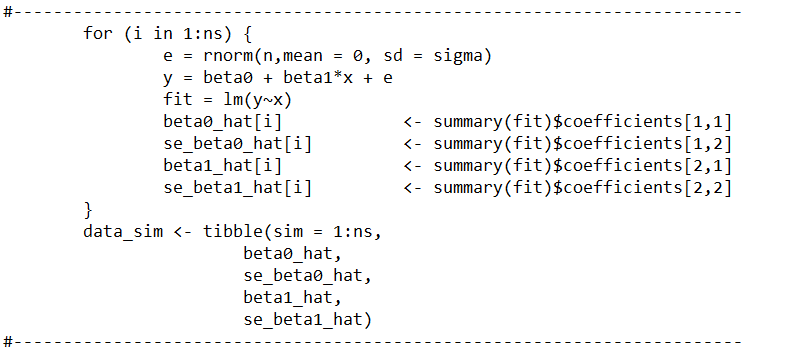 #-------------------------------------------------------------------------
for (i in 1:ns) {
e = rnorm(n,mean = 0, sd = sigma)
y = beta0 + beta1*x + e
fit = lm(y~x)
beta0_hat[i] <- summary(fit)$coefficients[1,1]
se_beta0_hat[i] <- summary(fit)$coefficients[1,2]
beta1_hat[i] <- summary(fit)$coefficients[2,1]
se_beta1_hat[i] <- summary(fit)$coefficients[2,2]
}
data_sim <- tibble(sim = 1:ns,
beta0_hat,
se_beta0_hat,
beta1_hat,
se_beta1_hat)
#-------------------------------------------------------------------------